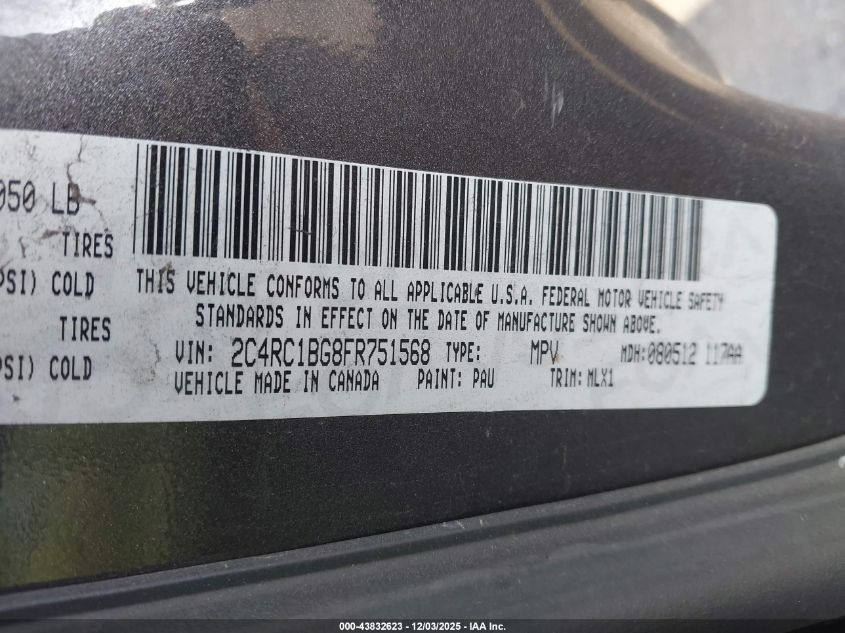 050 LB
TIRES
PSI) COLD
THIS VEHICLE CONFORMS TO ALL APPLICABLE U.S.A. FEDERAL MOTOR VEHICLE SAFETY
STANDARDS IN EFFECT ON THE DATE OF MANUFACTURE SHOWN ABOVE.
TIRES
VIN: 2C4RC1BG8FR751568 TYPE: MPV MDH:080512 117AA
PSI) COLD
VEHICLE MADE IN CANADA PAINT: PAU TRIM: MLX1
000-43832623 - 12/03/2025 - IAA Inc.